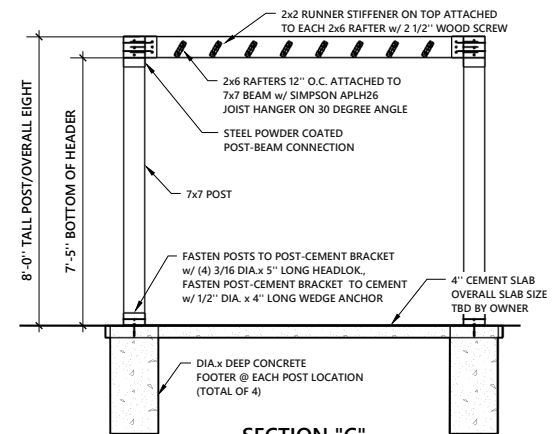 2x2 RUNNER STIFFENER ON TOP ATTACHED
TO EACH 2x6 RAFTER w/ 2 1/2'' WOOD SCREW
2x6 RAFTERS 12'' O.C. ATTACHED TO
7x7 BEAM w/ SIMPSON APLH26
JOIST HANGER ON 30 DEGREE ANGLE
STEEL POWDER COATED
POST-BEAM CONNECTION
8'-0'' TALL POST/OVERALL EIGHT
7'-5'' BOTTOM OF HEADER
7x7 POST
FASTEN POSTS TO POST-CEMENT BRACKET
w/ (4) 3/16 DIA.x 5'' LONG HEADLOK.,
FASTEN POST-CEMENT BRACKET TO CEMENT
w/ 1/2'' DIA. x 4'' LONG WEDGE ANCHOR
4'' CEMENT SLAB
OVERALL SLAB SIZE
TBD BY OWNER
DIA.x DEEP CONCRETE
FOOTER @ EACH POST LOCATION
(TOTAL OF 4)
SECTION "C"